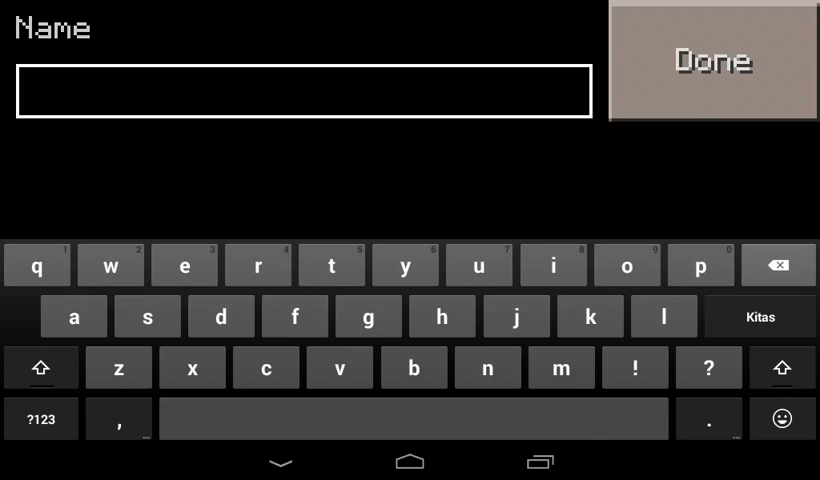 Name
Done
1 2 3 4 5 6 7 8 9 0
q w e r t y u i o p
a s d f g h j k l Kitas
z x c v b n m ! ?
?123 , ... . ...